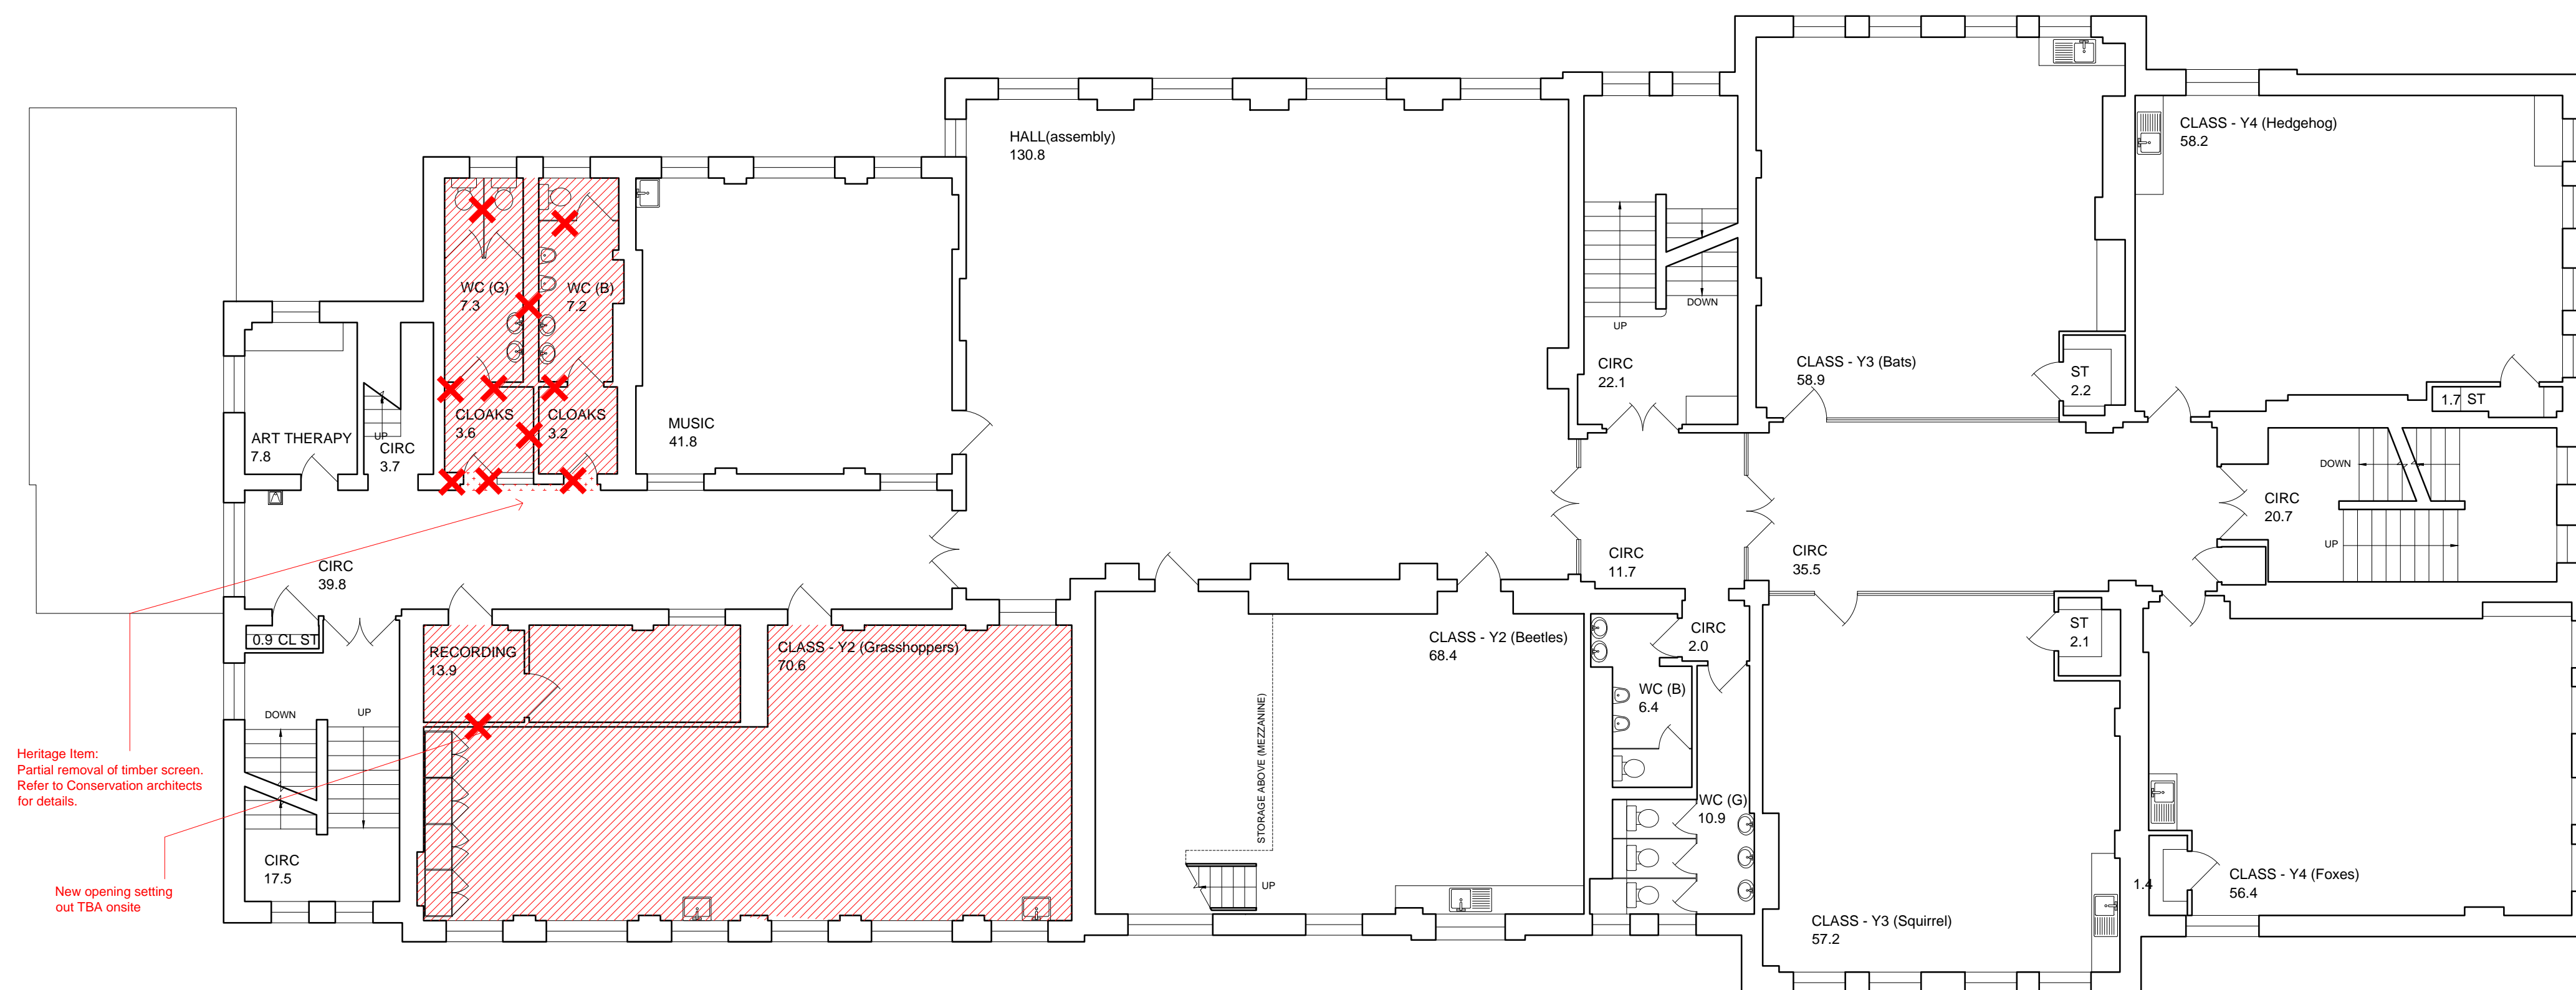 HALL(assembly)
130.8
CLASS - Y4 (Hedgehog)
58.2
WC (G)
7.3
WC (B)
7.2
DOWN
UP
CIRC
22.1
CLASS - Y3 (Bats)
58.9
ST
2.2
1.7 ST
CLOAKS
3.6
CLOAKS
3.2
MUSIC
41.8
ART THERAPY
7.8
UP
CIRC
3.7
DOWN
UP
CIRC
20.7
CIRC
39.8
CIRC
11.7
CIRC
35.5
0.9 CL ST
RECORDING
13.9
CLASS - Y2 (Grasshoppers)
70.6
CLASS - Y2 (Beetles)
68.4
CIRC
2.0
ST
2.1
WC (B)
6.4
DOWN
UP
STORAGE ABOVE (MEZZANINE)
Heritage Item:
Partial removal of timber screen.
Refer to Conservation architects
for details.
WC (G)
10.9
CIRC
17.5
UP
New opening setting
out TBA onsite
1.4
CLASS - Y4 (Foxes)
56.4
CLASS - Y3 (Squirrel)
57.2